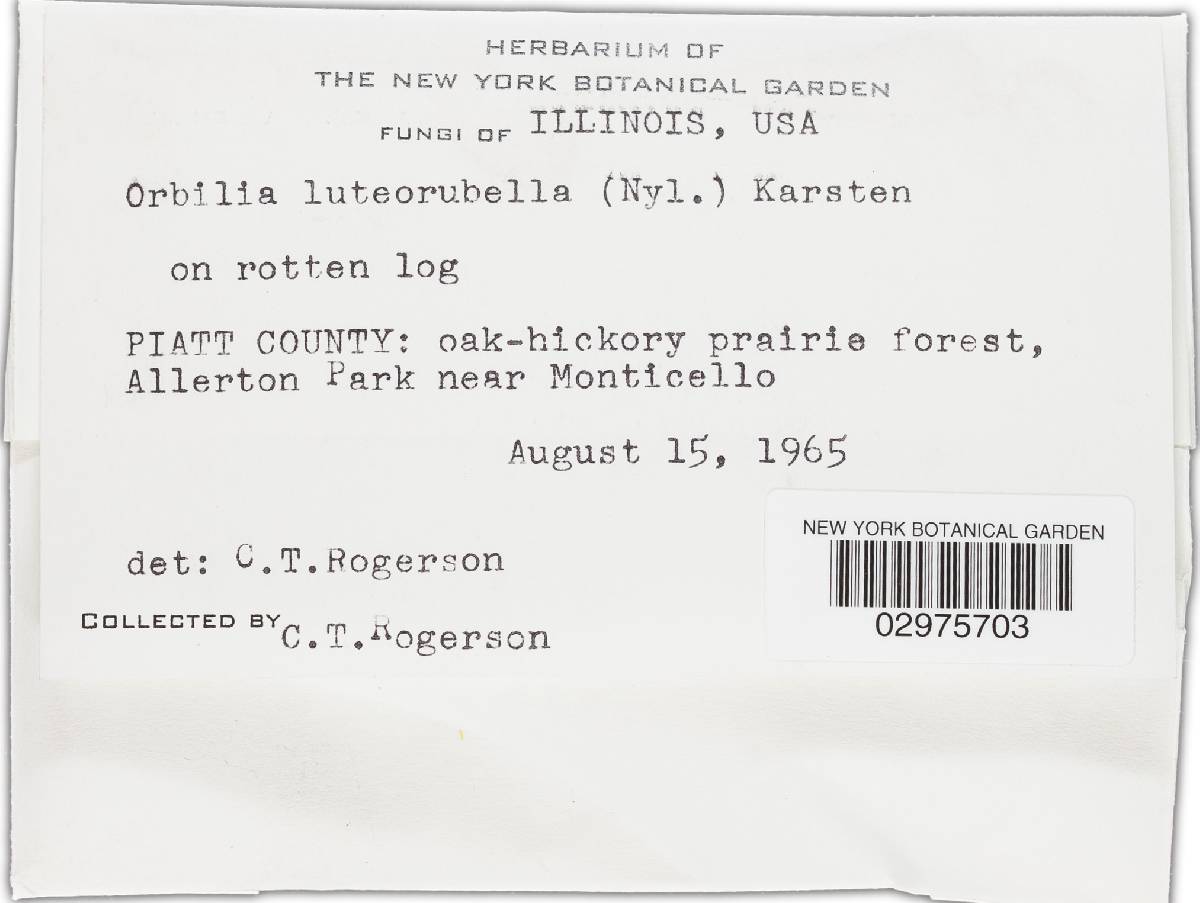 HERBARIUM OF
THE NEW YORK BOTANICAL GARDEN
FUNGI OF ILLINOIS, USA
Orbilia luteorubella (Nyl.) Karsten
on rotten log
PIATT COUNTY: oak-hickory prairie forest,
Allerton Park near Monticello
August 15, 1965
NEW YORK BOTANICAL GARDEN
02975703
det: C.T.Rogerson
COLLECTED BY C.T.Rogerson